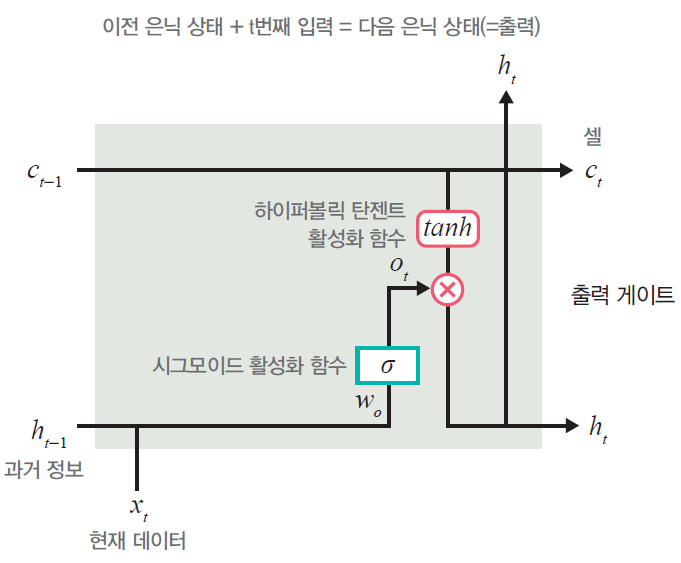 이전 은닉 상태 + t번째 입력 = 다음 은닉 상태(=출력)
h_t
셀
c_{t-1}
c_t
하이퍼볼릭 탄젠트
활성화 함수
tanh
o_t
출력 게이트
시그모이드 활성화 함수
σ
w_o
h_{t-1}
h_t
과거 정보
x_t
현재 데이터